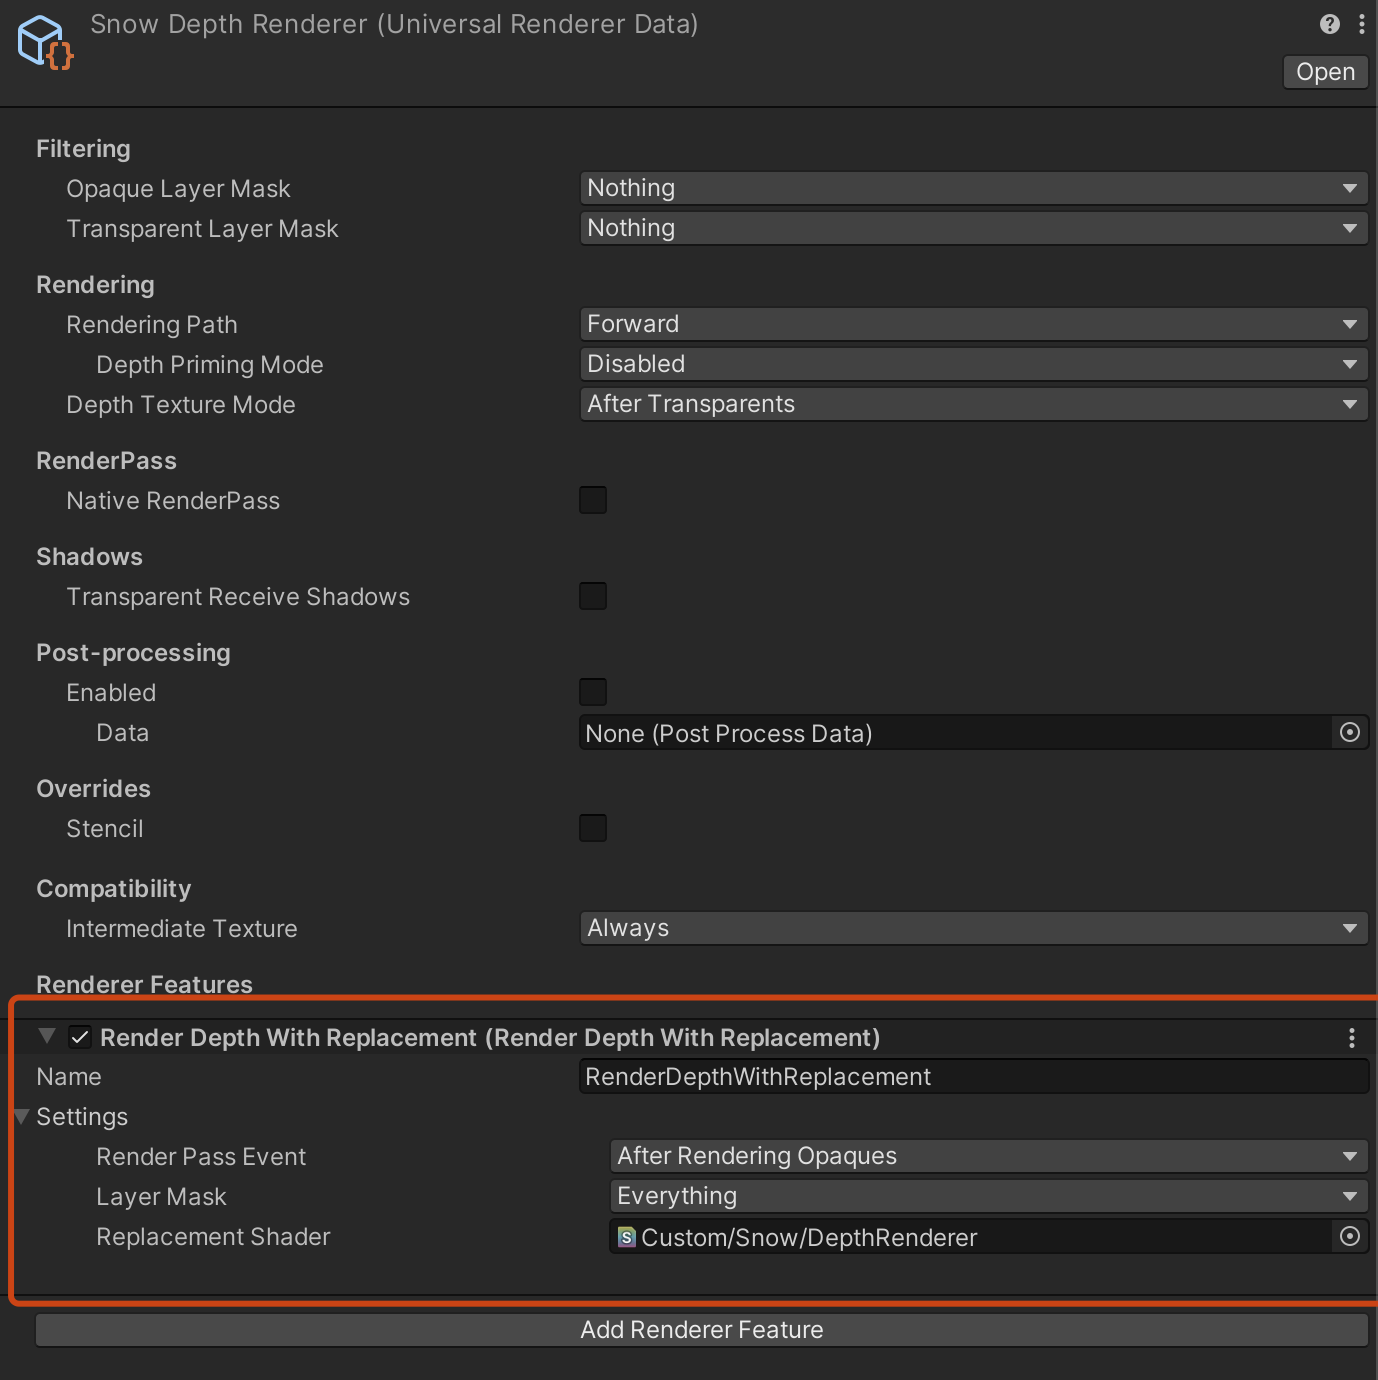 Snow Depth Renderer (Universal Renderer Data)
Open
Filtering
Opaque Layer Mask Nothing
Transparent Layer Mask Nothing
Rendering
Rendering Path Forward
Depth Priming Mode Disabled
Depth Texture Mode After Transparents
RenderPass
Native RenderPass
Shadows
Transparent Receive Shadows
Post-processing
Enabled
Data None (Post Process Data)
Overrides
Stencil
Compatibility
Intermediate Texture Always
Renderer Features
Render Depth With Replacement (Render Depth With Replacement)
Name RenderDepthWithReplacement
Settings
Render Pass Event After Rendering Opaques
Layer Mask Everything
Replacement Shader Custom/Snow/DepthRenderer
Add Renderer Feature